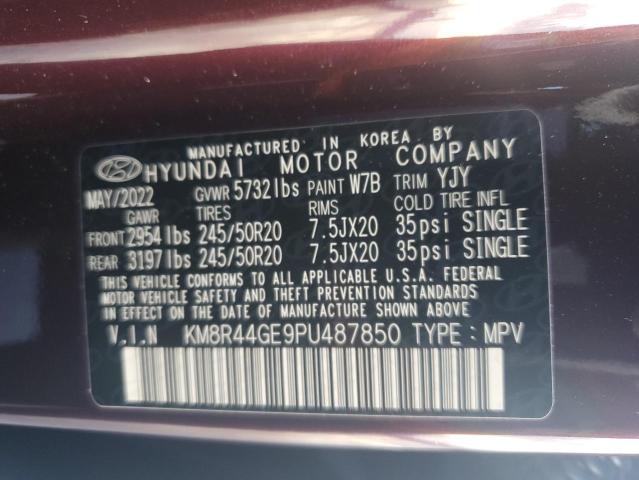 MANUFACTURED IN KOREA BY
HYUNDAI MOTOR COMPANY
MAY/2022 GVWR 5732lbs PAINT W7B TRIM YJY
GAWR TIRES RIMS COLD TIRE INFL
FRONT 2954lbs 245/50R20 7.5JX20 35psi SINGLE
REAR 3197lbs 245/50R20 7.5JX20 35psi SINGLE
THIS VEHICLE CONFORMS TO ALL APPLICABLE U.S.A. FEDERAL
MOTOR VEHICLE SAFETY AND THEFT PREVENTION STANDARDS
IN EFFECT ON THE DATE OF MANUFACTURE SHOWN ABOVE
V.I.N KM8R44GE9PU487850 TYPE : MPV